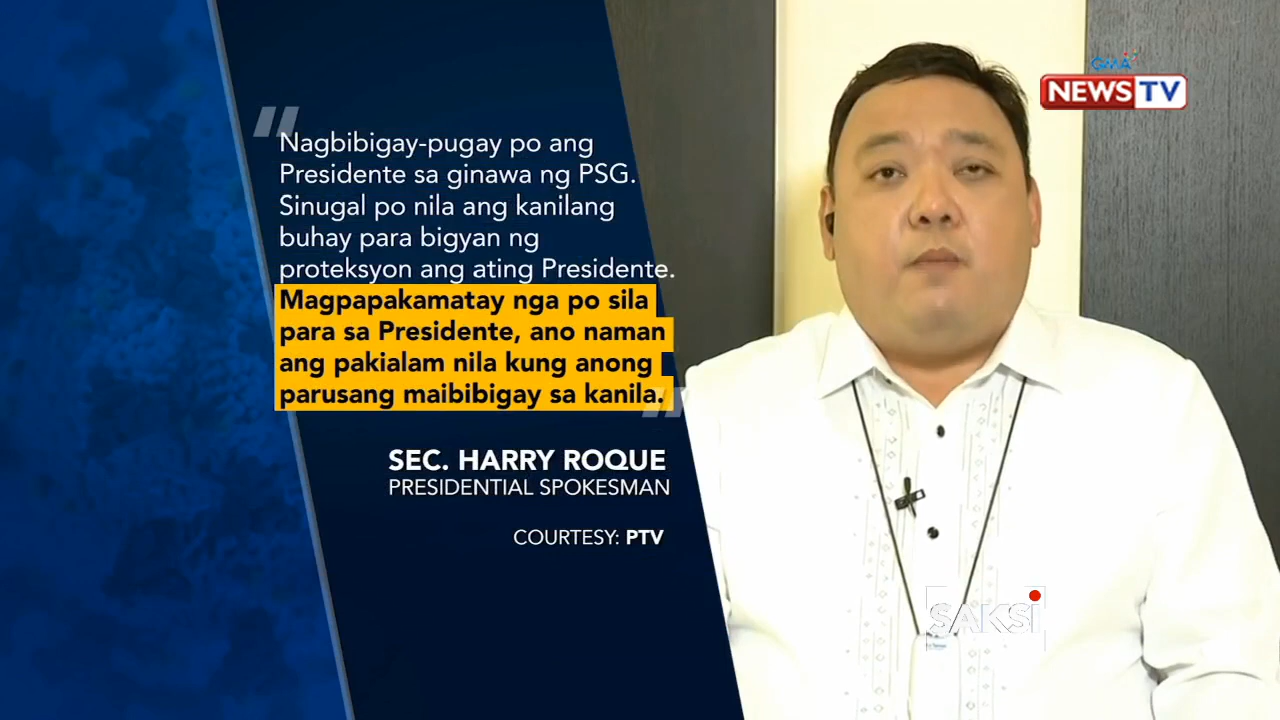 GMA
NEWS TV
“
Nagbibigay-pugay po ang
Presidente sa ginawa ng PSG.
Sinugal po nila ang kanilang
buhay para bigyan ng
proteksyon ang ating Presidente.
Magpapakamatay nga po sila
para sa Presidente, ano naman
ang pakialam nila kung anong
parusang maibibigay sa kanila.
”
SEC. HARRY ROQUE
PRESIDENTIAL SPOKESMAN
COURTESY: PTV
SAKSI